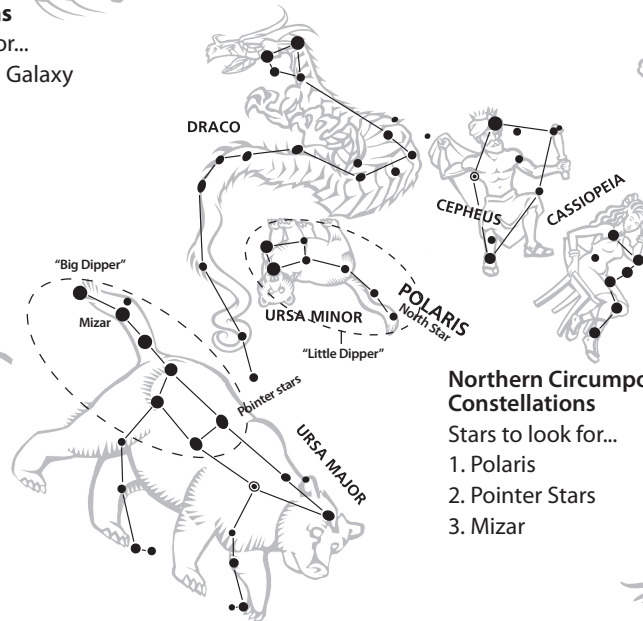 or...
Galaxy
DRACO
CEPHEUS
CASSIOPEIA
"Big Dipper"
Mizar
URSA MINOR
POLARIS
North Star
"Little Dipper"
Pointer stars
URSA MAJOR
Northern Circumpo
Constellations
Stars to look for...
1. Polaris
2. Pointer Stars
3. Mizar